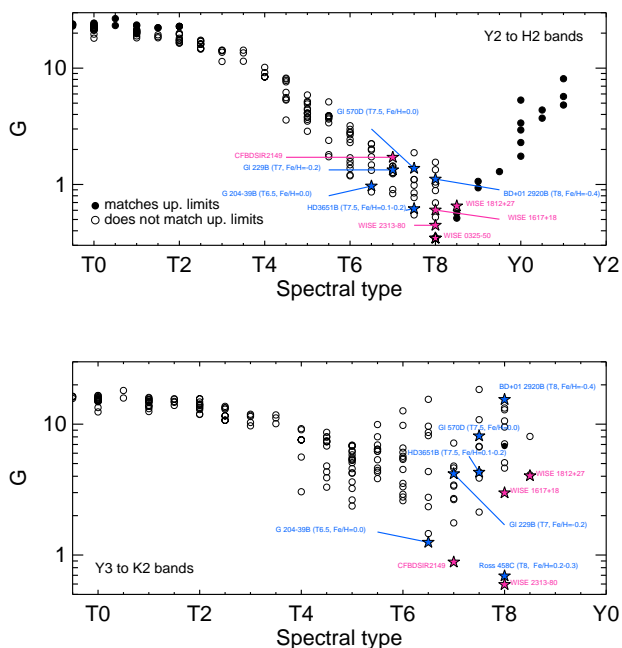 Y2 to H2 bands
10
1
G
Gl 570D (T7.5, Fe/H=0.0)
CFBDSIR2149
Gl 229B (T7, Fe/H=-0.2)
G 204-39B (T6.5, Fe/H=0.0)
HD3651B (T7.5, Fe/H=0.1-0.2)
BD+01 2920B (T8, Fe/H=-0.4)
WISE 1812+27
WISE 1617+18
WISE 2313-80
WISE 0325-50
matches up. limits
does not match up. limits
T0 T2 T4 T6 T8 Y0 Y2
Spectral type
10
1
G
BD+01 2920B (T8, Fe/H=-0.4)
Gl 570D (T7.5, Fe/H=0.0)
HD3651B (T7.5, Fe/H=0.1-0.2)
WISE 1812+27
WISE 1617+18
Gl 229B (T7, Fe/H=-0.2)
G 204-39B (T6.5, Fe/H=0.0)
CFBDSIR2149
Ross 458C (T8, Fe/H=0.2-0.3)
WISE 2313-80
Y3 to K2 bands
T0 T2 T4 T6 T8 Y0
Spectral type